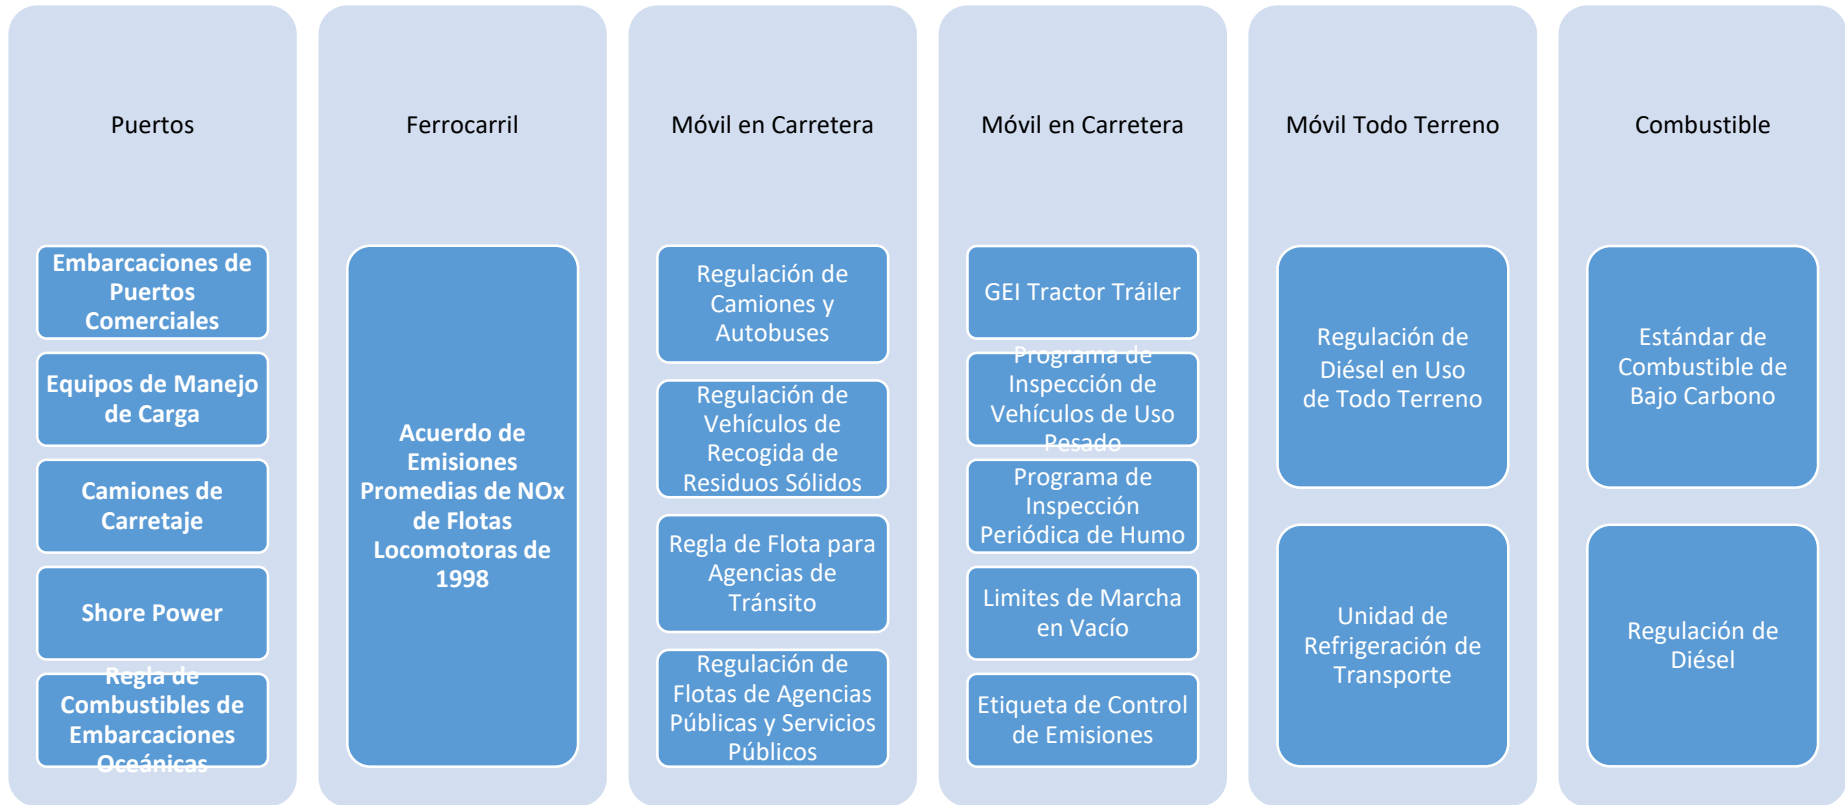 Puertos
Embarcaciones de
Puertos
Comerciales
Equipos de Manejo
de Carga
Camiones de
Carretaje
Shore Power
Regla de
Combustibles de
Embarcaciones
Oceánicas
Ferrocarril
Acuerdo de
Emisiones
Promedias de NOx
de Flotas
Locomotoras de
1998
Móvil en Carretera
Regulación de
Camiones y
Autobuses
Regulación de
Vehículos de
Recogida de
Residuos Sólidos
Regla de Flota para
Agencias de
Tránsito
Regulación de
Flotas de Agencias
Públicas y Servicios
Públicos
Móvil en Carretera
GEI Tractor Tráiler
Programa de
Inspección de
Vehículos de Uso
Pesado
Programa de
Inspección
Periódica de Humo
Limites de Marcha
en Vacío
Etiqueta de Control
de Emisiones
Móvil Todo Terreno
Regulación de
Diésel en Uso
de Todo Terreno
Unidad de
Refrigeración de
Transporte
Combustible
Estándar de
Combustible de
Bajo Carbono
Regulación de
Diésel